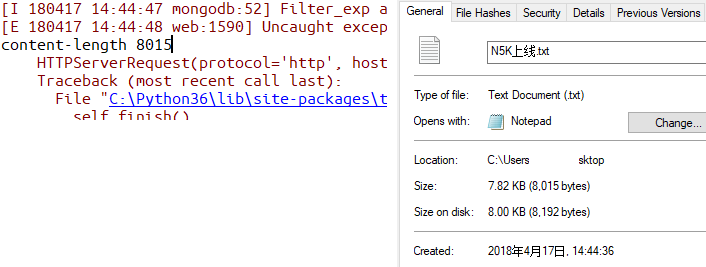 [I 180417 14:44:47 mongodb:52] Filter_exp a
[E 180417 14:44:48 web:1590] Uncaught excep
content-length 8015
HTTPServerRequest(protocol='http', host
Traceback (most recent call last):
File "C:\Python36\lib\site-packages\t
self.finish()
General File Hashes Security Details Previous Versions
N5K上线.txt
Type of file: Text Document (.txt)
Opens with: Notepad Change...
Location: C:\Users sktop
Size: 7.82 KB (8,015 bytes)
Size on disk: 8.00 KB (8,192 bytes)
Created: 2018年4月17日, 14:44:36